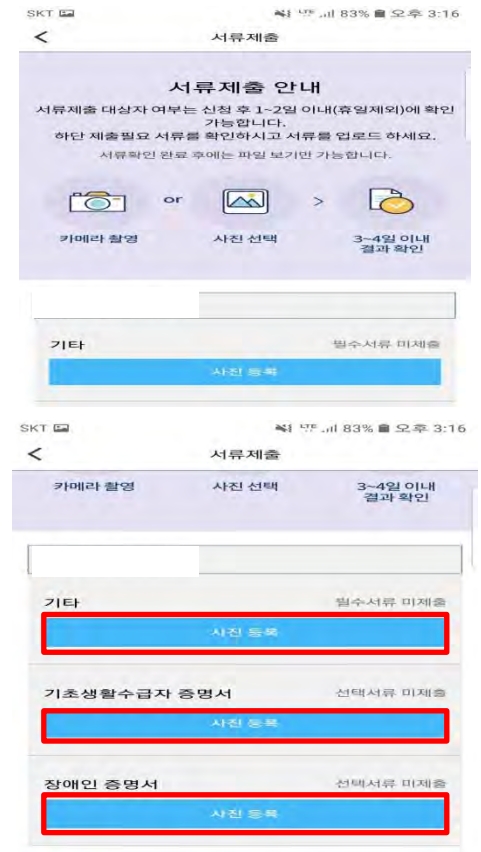 SKT LTE 83% 오후 3:16
< 서류제출
서류제출 안내
서류제출 대상자 여부는 신청 후 1~2일 이내(휴일제외)에 확인
가능합니다.
하단 제출필요 서류를 확인하시고 서류를 업로드 하세요.
서류확인 완료 후에는 파일 보기만 가능합니다.
or >
카메라 촬영 사진 선택 3~4일 이내
결과 확인
기타 필수서류 미제출
사진 등록
SKT LTE 83% 오후 3:16
< 서류제출
카메라 촬영 사진 선택 3~4일 이내
결과 확인
기타 필수서류 미제출
사진 등록
기초생활수급자 증명서 선택서류 미제출
사진 등록
장애인 증명서 선택서류 미제출
사진 등록